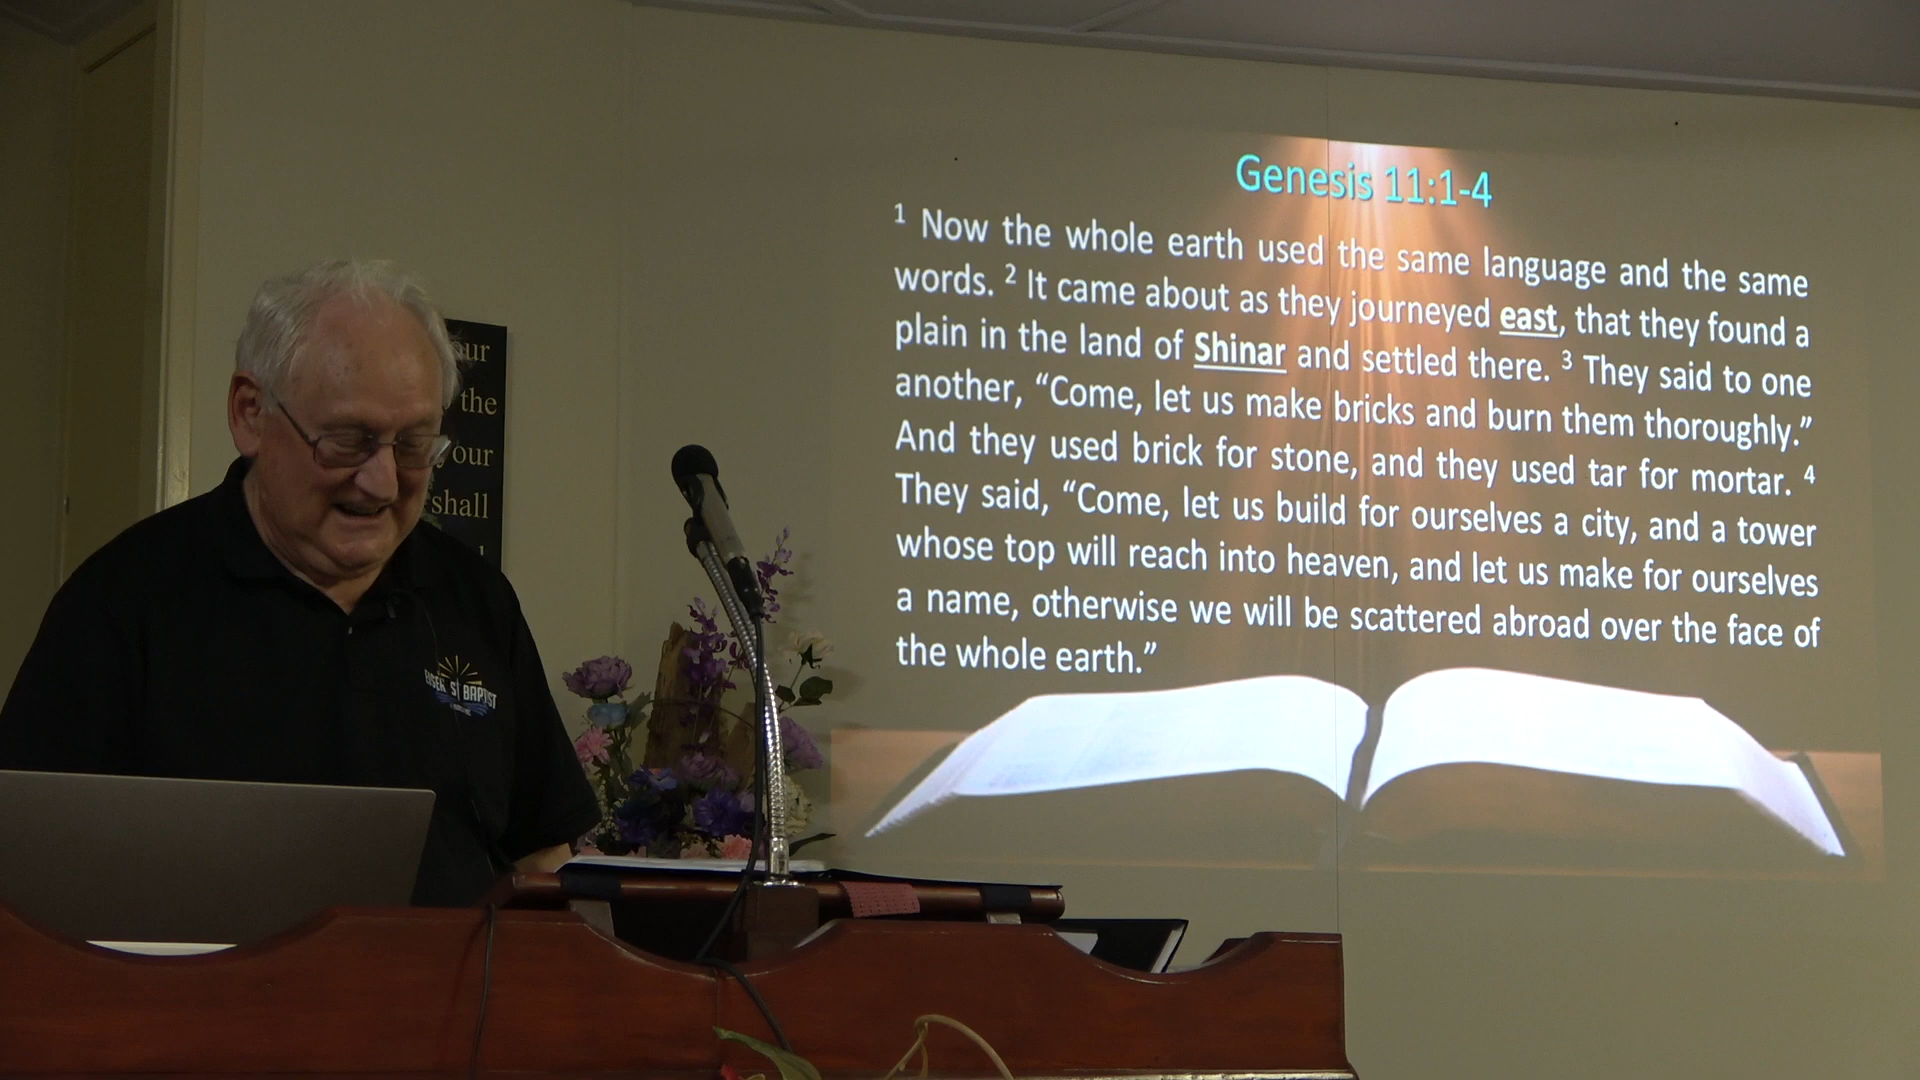 Genesis 11:1-4
1 Now the whole earth used the same language and the same
words. 2 It came about as they journeyed east, that they found a
plain in the land of Shinar and settled there. 3 They said to one
another, “Come, let us make bricks and burn them thoroughly.”
And they used brick for stone, and they used tar for mortar. 4
They said, “Come, let us build for ourselves a city, and a tower
whose top will reach into heaven, and let us make for ourselves
a name, otherwise we will be scattered abroad over the face of
the whole earth.”
the
shall
ST BAPTIST